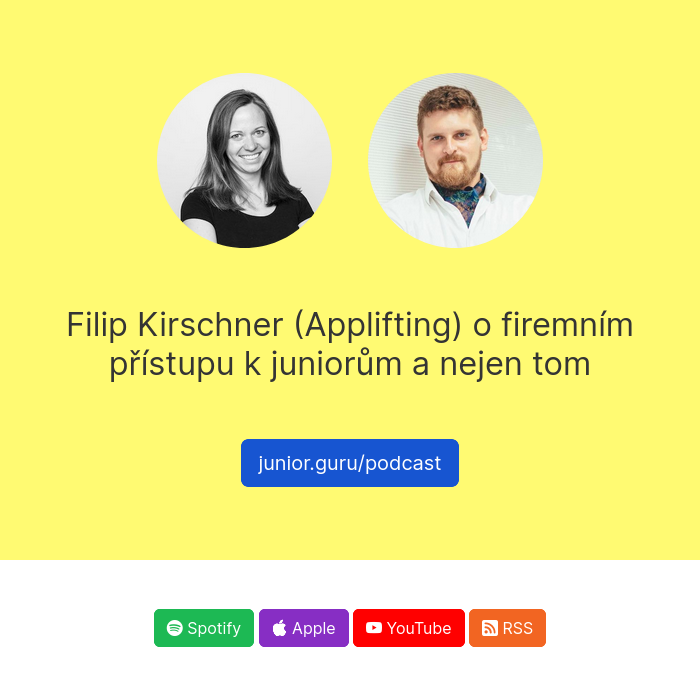 Filip Kirschner (Applifting) o firemním
přístupu k juniorům a nejen tom
junior.guru/podcast
Spotify
Apple
YouTube
RSS